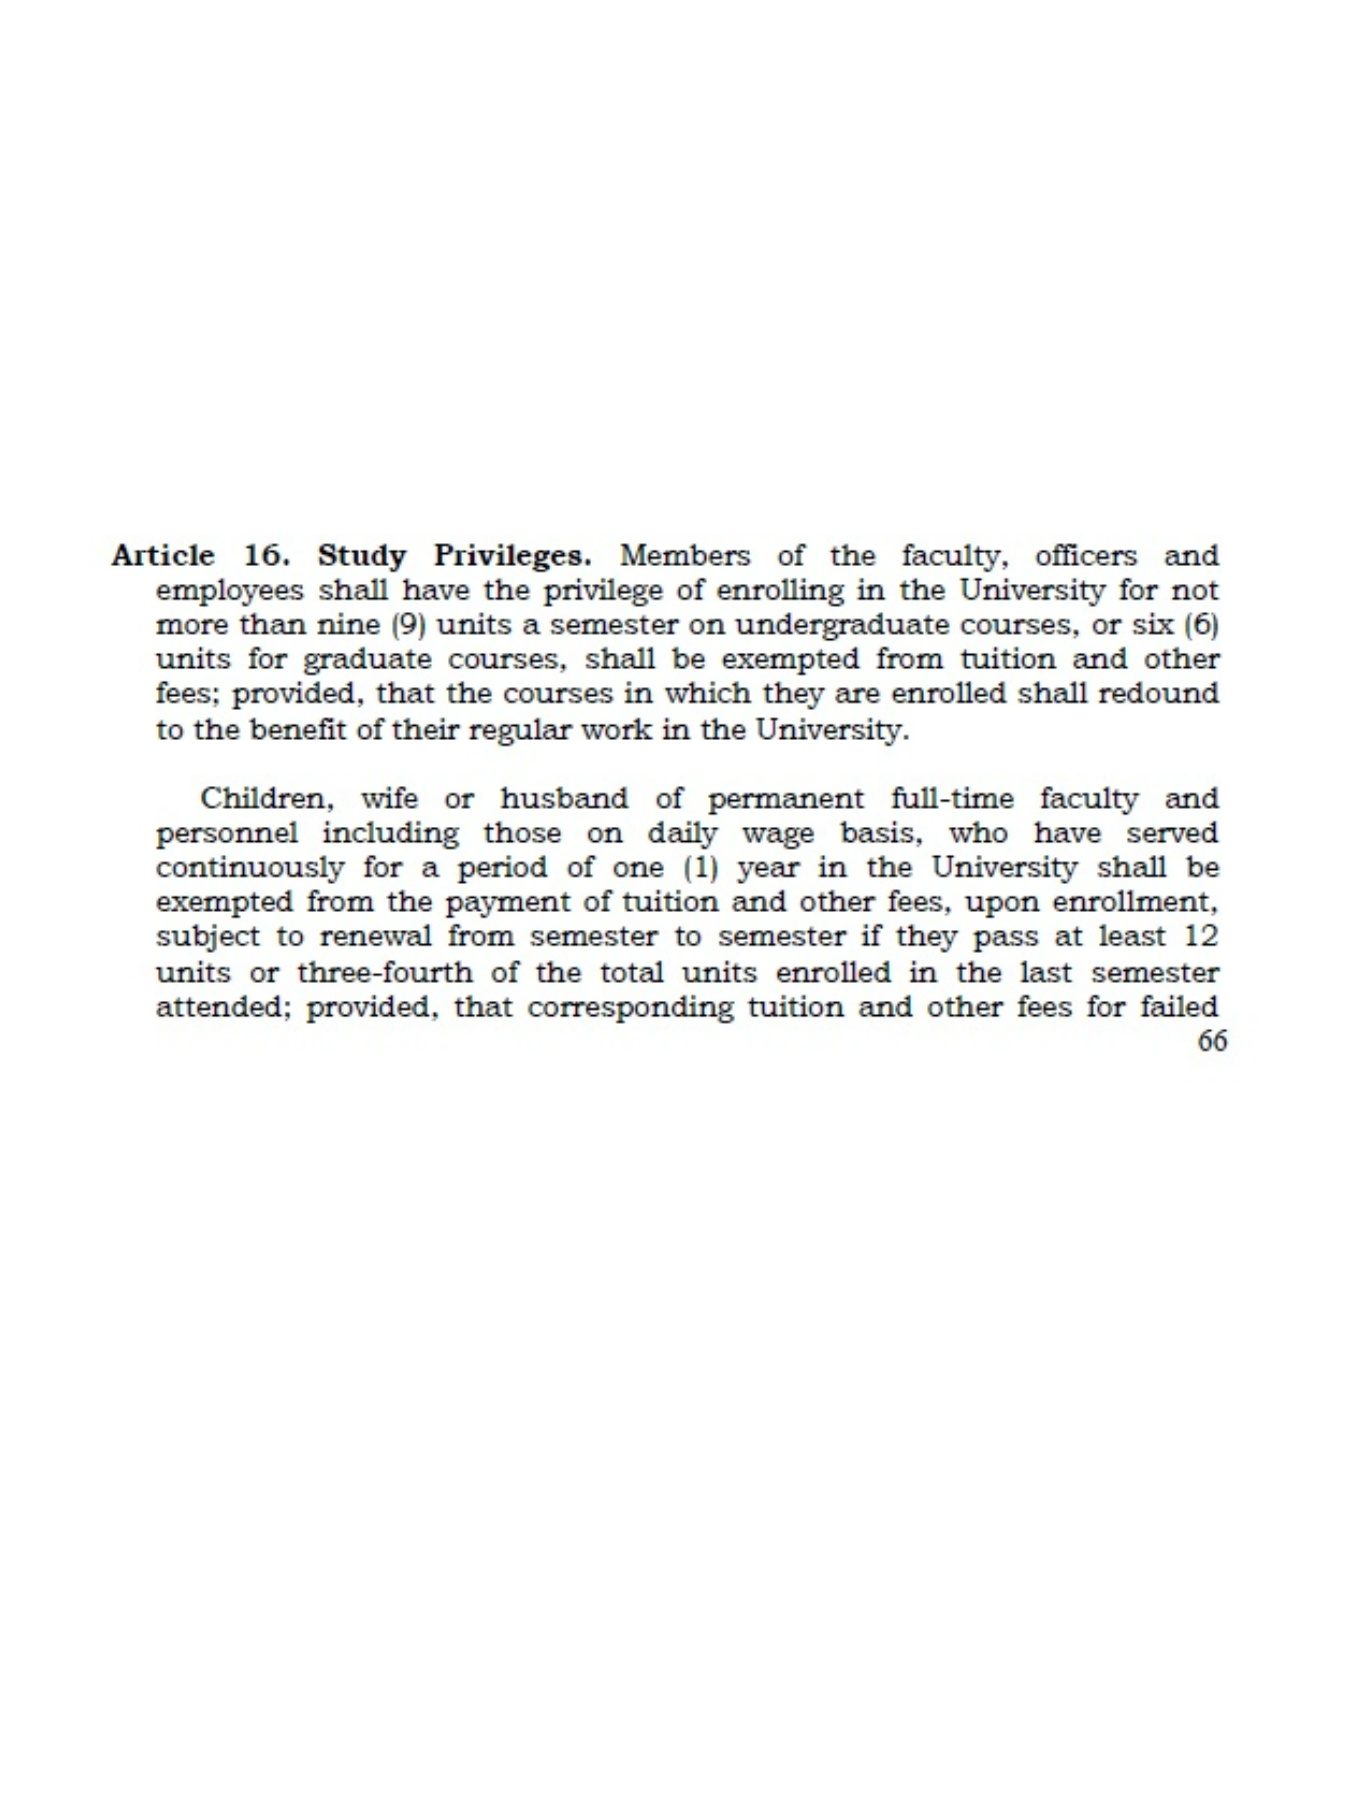 Article 16. Study Privileges. Members of the faculty, officers and
employees shall have the privilege of enrolling in the University for not
more than nine (9) units a semester on undergraduate courses, or six (6)
units for graduate courses, shall be exempted from tuition and other
fees; provided, that the courses in which they are enrolled shall redound
to the benefit of their regular work in the University.
Children, wife or husband of permanent full-time faculty and
personnel including those on daily wage basis, who have served
continuously for a period of one (1) year in the University shall be
exempted from the payment of tuition and other fees, upon enrollment,
subject to renewal from semester to semester if they pass at least 12
units or three-fourth of the total units enrolled in the last semester
attended; provided, that corresponding tuition and other fees for failed
66